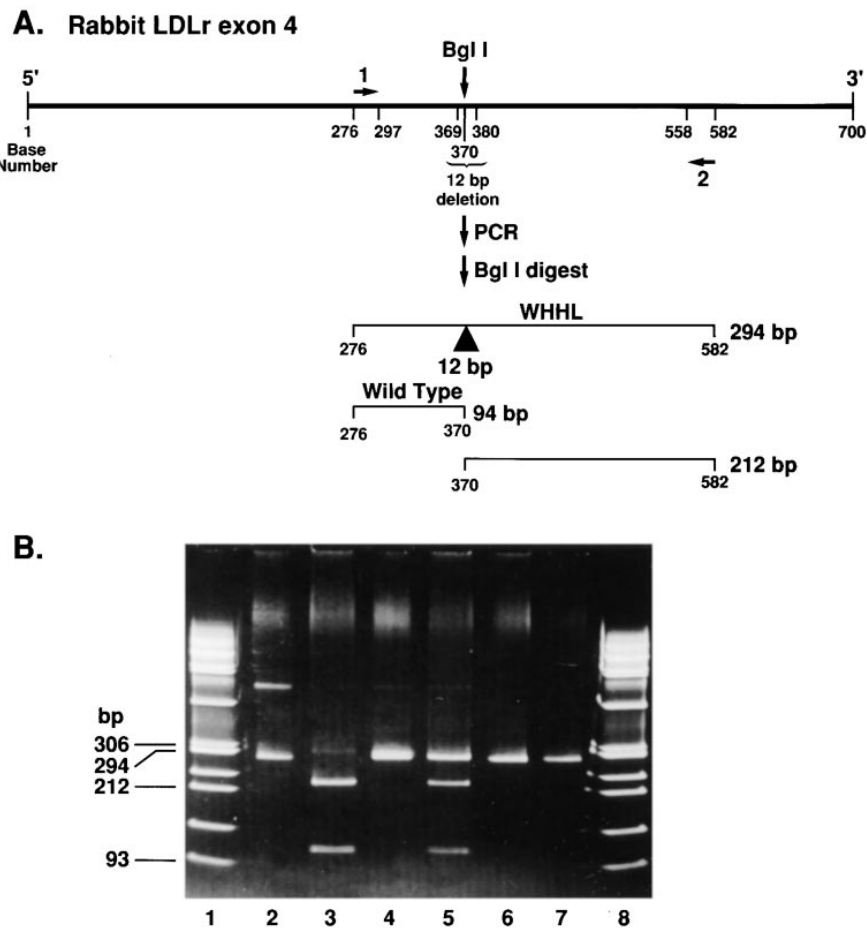 A. Rabbit LDLr exon 4
Bgl I
5' 1 3'
1 276 297 369 380 558 582 700
Base
Number
370
12 bp
deletion
2
PCR
Bgl I digest
WHHL
294 bp
276 582
12 bp
Wild Type
94 bp
276 370
212 bp
370 582
B.
bp
306
294
212
93
1 2 3 4 5 6 7 8